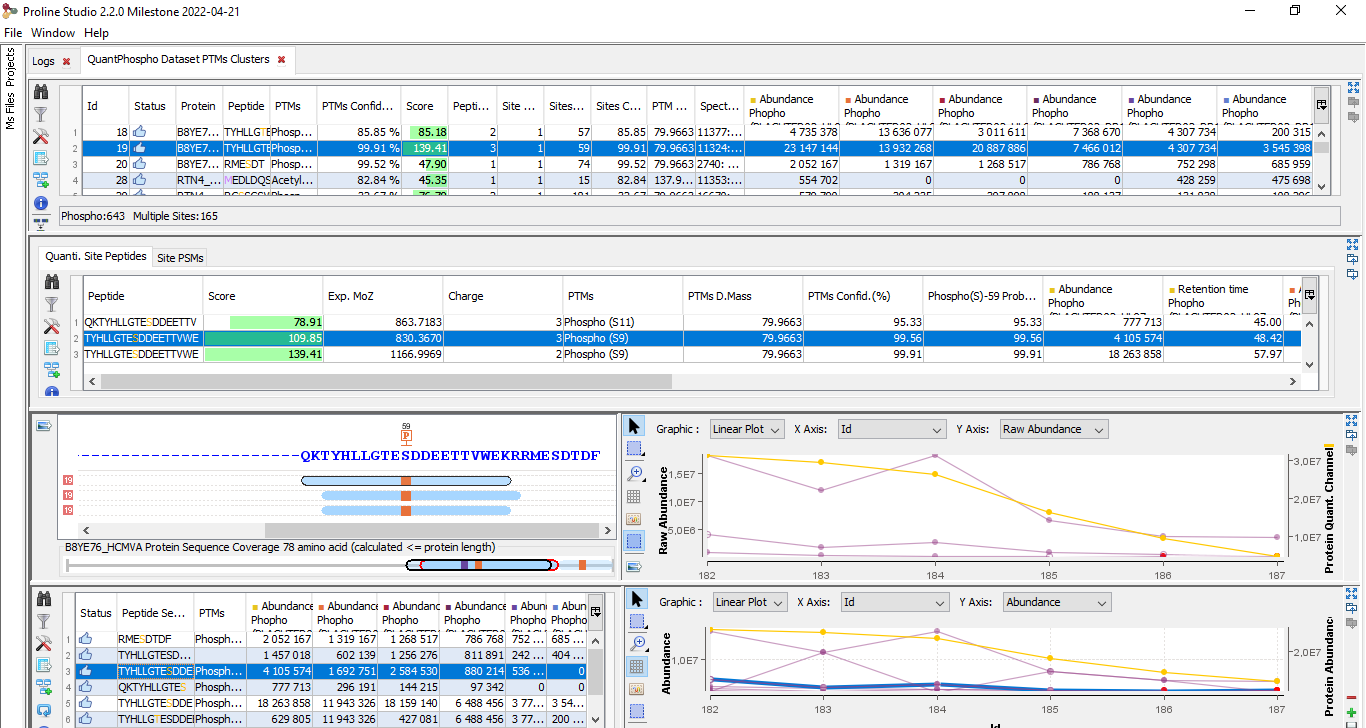 Proline Studio 2.2.0 Milestone 2022-04-21
File Window Help
Logs QuantPhospho Dataset PTMs Clusters
Ms Files Projects
Id Status Protein Peptide PTMs PTMs Confid... Score Pepti... Site ... Sites... Sites C... PTM ... Spect... Abundance Abundance Abundance Abundance Abundance Abundance
1 18 B8YE7... TYHLLGTE Phosp... 85.85 % 85.18 2 1 57 85.85 79.9663 11377:... 4 735 378 13 636 077 3 011 611 7 368 670 4 307 734 200 315
2 19 B8YE7... TYHLLGTE Phosp... 99.91 % 139.41 3 1 59 99.91 79.9663 11324:... 23 147 144 13 932 268 20 887 886 7 466 012 4 307 734 3 545 398
3 20 B8YE7... RMESDT Phosp... 99.52 % 47.90 1 1 74 99.52 79.9663 2740: ... 2 052 167 1 319 167 1 268 517 786 768 752 298 685 959
4 28 RTN4_... MEDLDQS Acetyl... 82.84 % 45.35 1 1 15 82.84 137.9... 11353:... 554 702 0 0 0 428 259 475 698
Phospho:643 Multiple Sites:165
Quanti. Site Peptides Site PSMs
Peptide Score Exp. MoZ Charge PTMs PTMs D.Mass PTMs Confid.(%) Phospho(S)-59 Prob... Abundance Phopho Retention time Phopho
1 QKTYHLLGTESDDEETTV 78.91 863.7183 3 Phospho (S11) 79.9663 95.33 95.33 777 713 45.00
2 TYHLLGTESDDEETTVWE 109.85 830.3670 3 Phospho (S9) 79.9663 99.56 99.56 4 105 574 48.42
3 TYHLLGTESDDEETTVWE 139.41 1166.9969 2 Phospho (S9) 79.9663 99.91 99.91 18 263 858 57.97
59
P
QKTYHLLGTESDDEETTVWEKRRMESDTDF
19
19
19
B8YE76_HCMVA Protein Sequence Coverage 78 amino acid (calculated <= protein length)
Graphic : Linear Plot X Axis: Id Y Axis: Raw Abundance
Raw Abundance
1,5E7
1,0E7
5,0E6
3,0E7
2,0E7
1,0E7
Protein Quant. Channel
182 183 184 185 186 187
Status Peptide Se... PTMs Abundance Phopho Abundance Phopho Abundance Phopho Abundance Phopho Abun Phoph Abun Phoph
1 RMESDTDF Phosph... 2 052 167 1 319 167 1 268 517 786 768 752 ... 685 ...
2 TYHLLGTESD... Phosph... 1 457 018 602 139 1 256 276 811 891 242 ... 404 ...
3 TYHLLGTESDDE Phosph... 4 105 574 1 692 751 2 584 530 880 214 536 ... 0
4 QKTYHLLGTES Phosph... 777 713 296 191 144 215 97 342 0 0
5 TYHLLGTESDDE Phosph... 18 263 858 11 943 326 18 159 140 6 488 456 3 77... 3 54...
6 TYHLLGTESDDE Phosph... 629 805 11 943 326 427 081 6 488 456 3 77... 200 ...
Graphic : Linear Plot X Axis: Id Y Axis: Abundance
Abundance
1,0E7
2,0E7
Protein Abundanc
182 183 184 185 186 187
Id